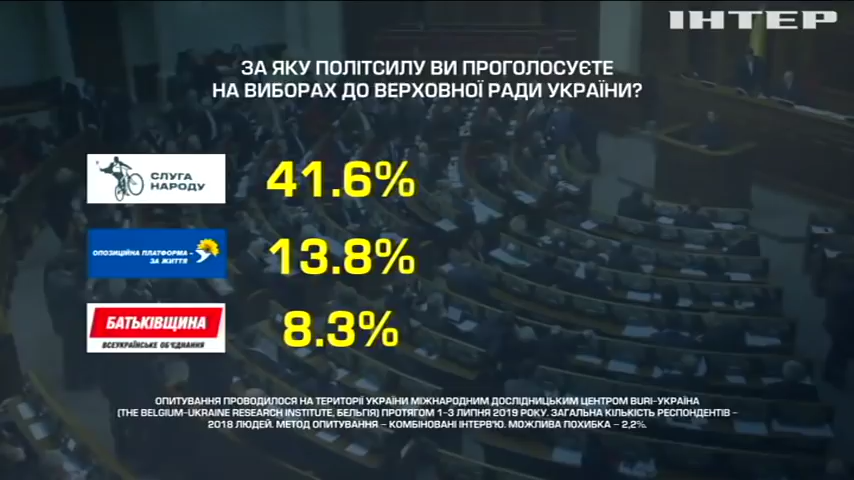 ІНТЕР
ЗА ЯКУ ПОЛІТСИЛУ ВИ ПРОГОЛОСУЄТЕ
НА ВИБОРАХ ДО ВЕРХОВНОЇ РАДИ УКРАЇНИ?
СЛУГА
НАРОДУ
41.6%
ОПОЗИЦІЙНА ПЛАТФОРМА –
ЗА ЖИТТЯ
13.8%
БАТЬКІВЩИНА
ВСЕУКРАЇНСЬКЕ ОБ'ЄДНАННЯ
8.3%
ОПИТУВАННЯ ПРОВОДИЛОСЯ НА ТЕРИТОРІЇ УКРАЇНИ МІЖНАРОДНИМ ДОСЛІДНИЦЬКИМ ЦЕНТРОМ BURI-УКРАЇНА
(THE BELGIUM-UKRAINE RESEARCH INSTITUTE, БЕЛЬГІЯ) ПРОТЯГОМ 1-3 ЛИПНЯ 2019 РОКУ. ЗАГАЛЬНА КІЛЬКІСТЬ РЕСПОНДЕНТІВ –
2018 ЛЮДЕЙ. МЕТОД ОПИТУВАННЯ – КОМБІНОВАНІ ІНТЕРВ'Ю. МОЖЛИВА ПОХИБКА – 2,2%.